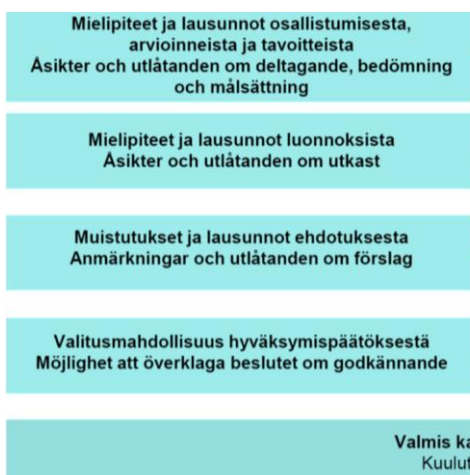 Mielipiteet ja lausunnot osallistumisesta,
arvioinneista ja tavoitteista
Åsikter och utlåtanden om deltagande, bedömning
och målsättning
Mielipiteet ja lausunnot luonnoksista
Åsikter och utlåtanden om utkast
Muistutukset ja lausunnot ehdotuksesta
Anmärkningar och utlåtanden om förslag
Valitusmahdollisuus hyväksymispäätöksestä
Möjlighet att överklaga beslutet om godkännande
Valmis